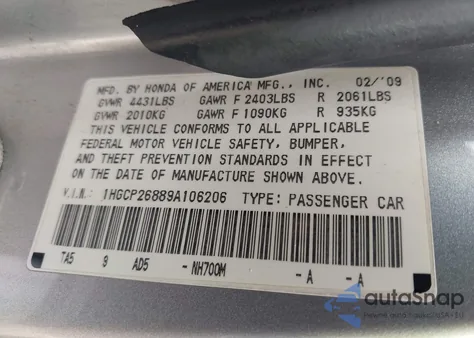 MFD. BY HONDA OF AMERICA MFG., INC. 02/'09
GVWR 4431LBS GAWR F 2403LBS R 2061LBS
GVWR 2010KG GAWR F 1090KG R 935KG
THIS VEHICLE CONFORMS TO ALL APPLICABLE
FEDERAL MOTOR VEHICLE SAFETY, BUMPER,
AND THEFT PREVENTION STANDARDS IN EFFECT
ON THE DATE OF MANUFACTURE SHOWN ABOVE.
V.I.N.: 1HGCP26889A106206 TYPE: PASSENGER CAR
TA5 9 AD5 -NH700M -A -A
autosnap